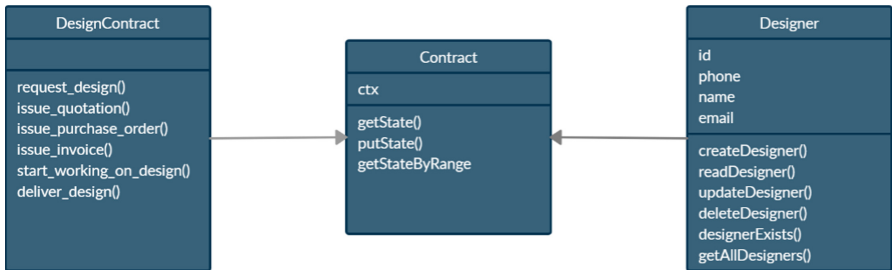 DesignContract
request_design()
issue_quotation()
issue_purchase_order()
issue_invoice()
start_working_on_design()
deliver_design()
Contract
ctx
getState()
putState()
getStateByRange
Designer
id
phone
name
email
createDesigner()
readDesigner()
updateDesigner()
deleteDesigner()
designerExists()
getAllDesigners()